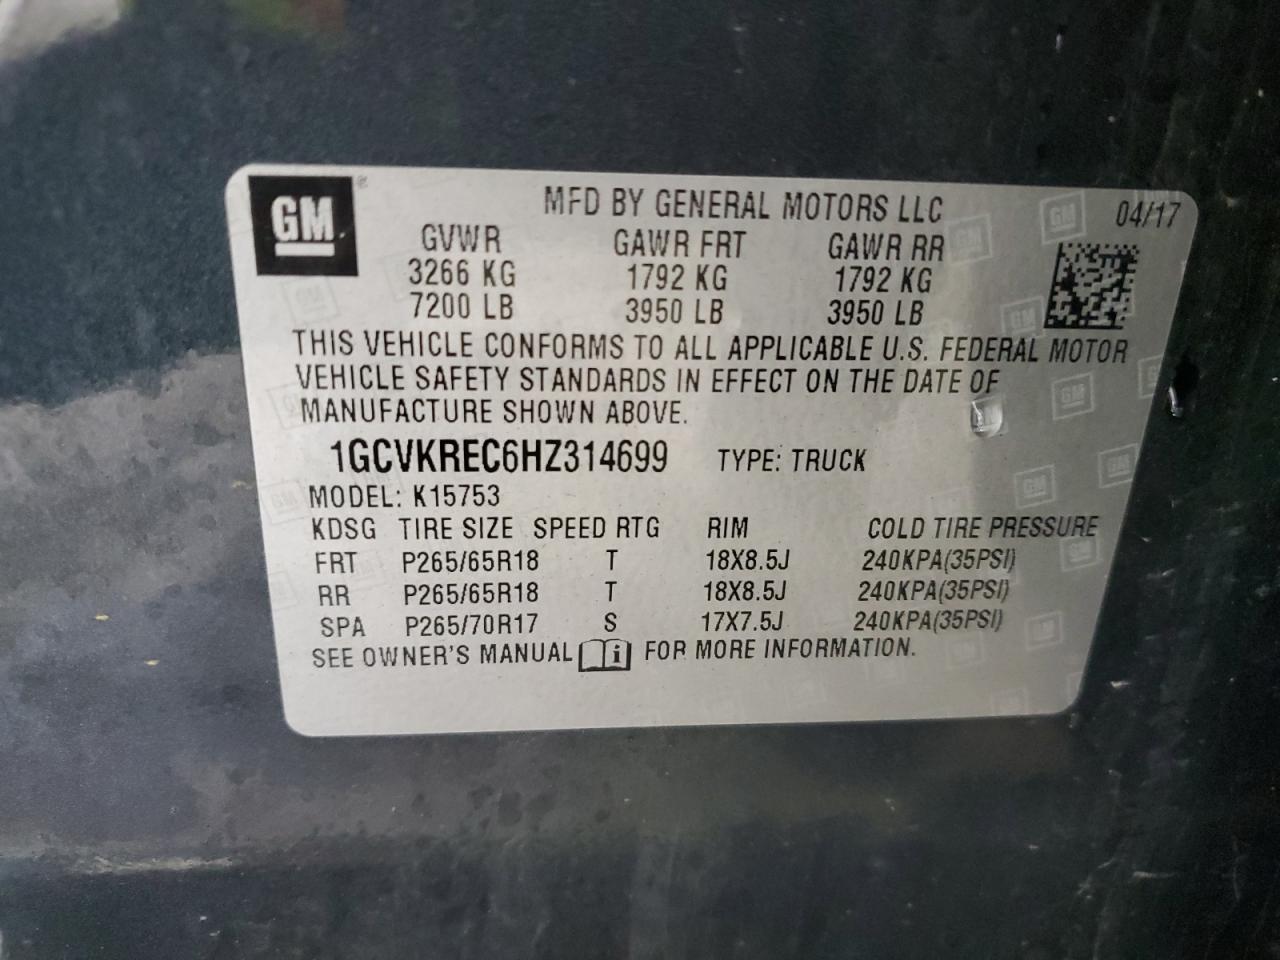 GM
MFD BY GENERAL MOTORS LLC
04/17
GVWR GAWR FRT GAWR RR
3266 KG 1792 KG 1792 KG
7200 LB 3950 LB 3950 LB
THIS VEHICLE CONFORMS TO ALL APPLICABLE U.S. FEDERAL MOTOR
VEHICLE SAFETY STANDARDS IN EFFECT ON THE DATE OF
MANUFACTURE SHOWN ABOVE.
1GCVKREC6HZ314699 TYPE: TRUCK
MODEL: K15753
KDSG TIRE SIZE SPEED RTG RIM COLD TIRE PRESSURE
FRT P265/65R18 T 18X8.5J 240KPA(35PSI)
RR P265/65R18 T 18X8.5J 240KPA(35PSI)
SPA P265/70R17 S 17X7.5J 240KPA(35PSI)
SEE OWNER'S MANUAL i FOR MORE INFORMATION.